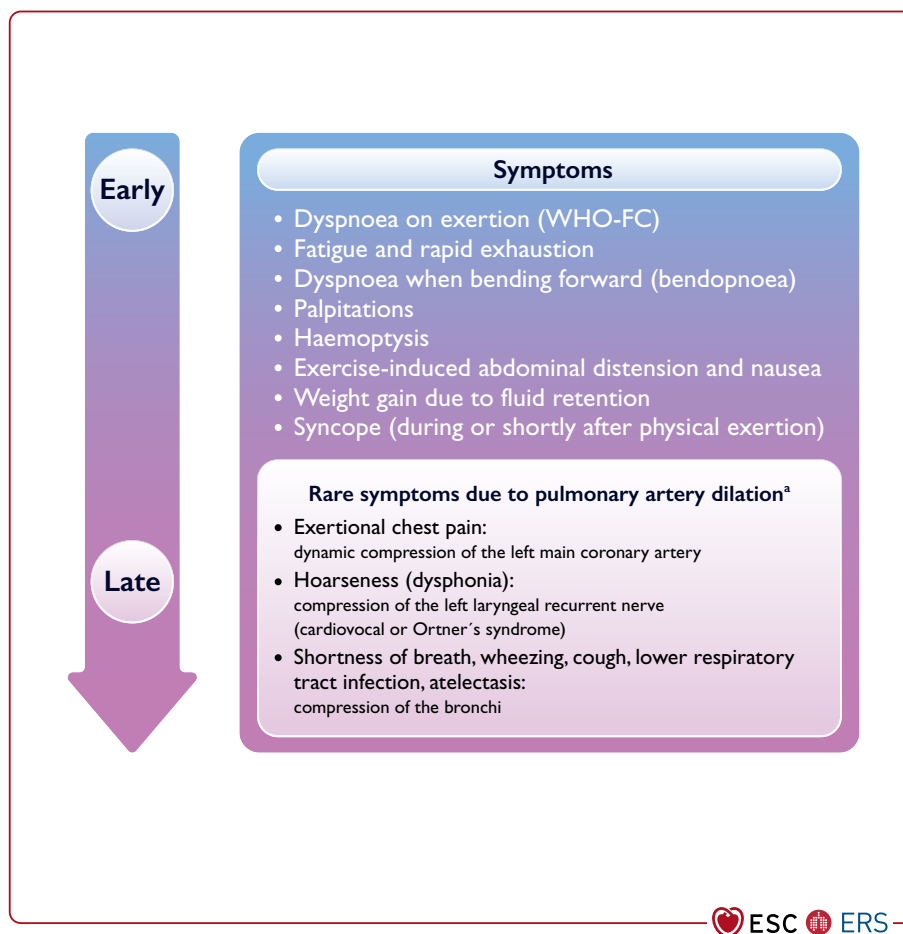 Early
Symptoms
• Dyspnoea on exertion (WHO-FC)
• Fatigue and rapid exhaustion
• Dyspnoea when bending forward (bendopnoea)
• Palpitations
• Haemoptysis
• Exercise-induced abdominal distension and nausea
• Weight gain due to fluid retention
• Syncope (during or shortly after physical exertion)
Rare symptoms due to pulmonary artery dilationᵃ
• Exertional chest pain:
dynamic compression of the left main coronary artery
Late
• Hoarseness (dysphonia):
compression of the left laryngeal recurrent nerve
(cardiovocal or Ortner´s syndrome)
• Shortness of breath, wheezing, cough, lower respiratory
tract infection, atelectasis:
compression of the bronchi
ESC ERS